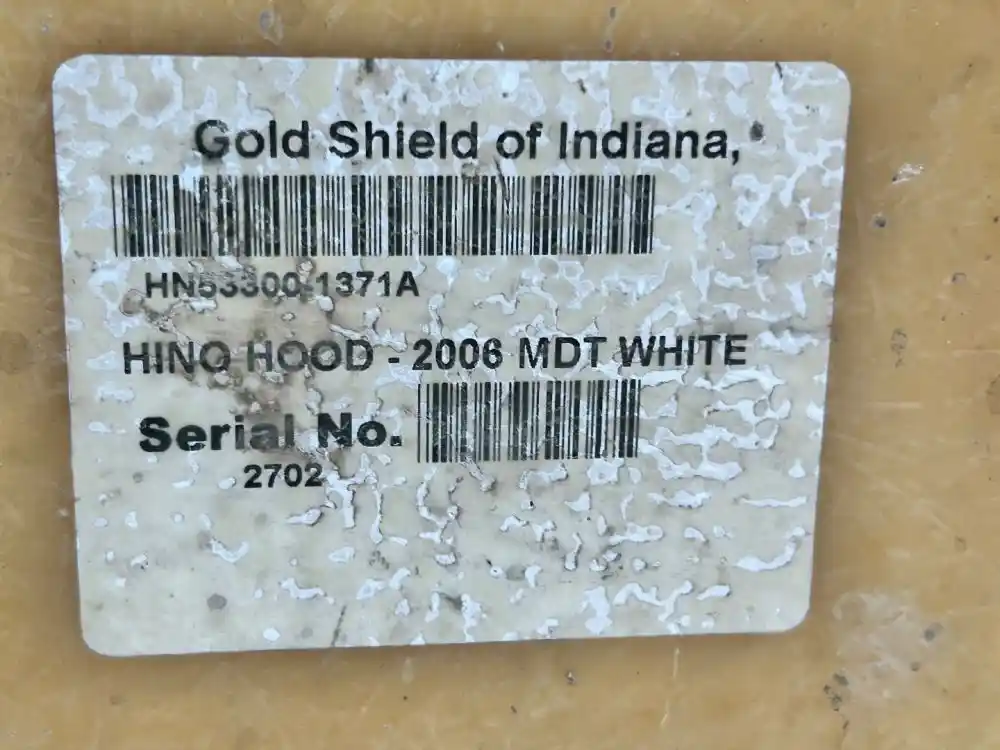 Gold Shield of Indiana,
HN53300-1371A
HINO HOOD - 2006 MDT WHITE
Serial No.
2702